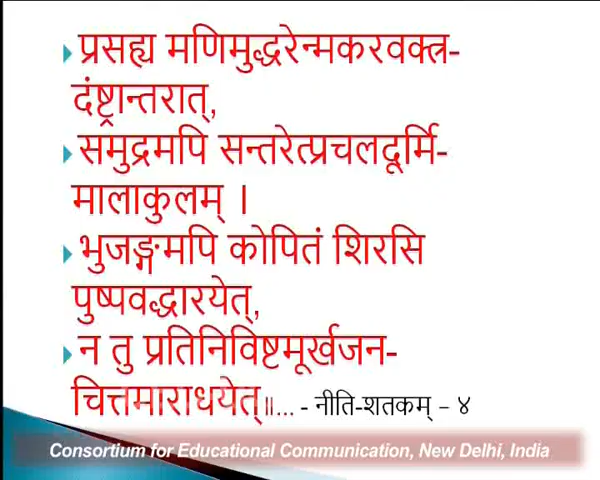 प्रसह्य मणिमुद्धरेन्मकरवक्त्र-
दंष्ट्रान्तरात्,
समुद्रमपि सन्तरेत्प्रचलदूर्मि-
मालाकुलम् ।
भुजङ्गमपि कोपितं शिरसि
पुष्पवद्धारयेत्,
न तु प्रतिनिविष्टमूर्खजन-
चित्तमाराधयेत्॥... - नीति-शतकम् – ४
Consortium for Educational Communication, New Delhi, India